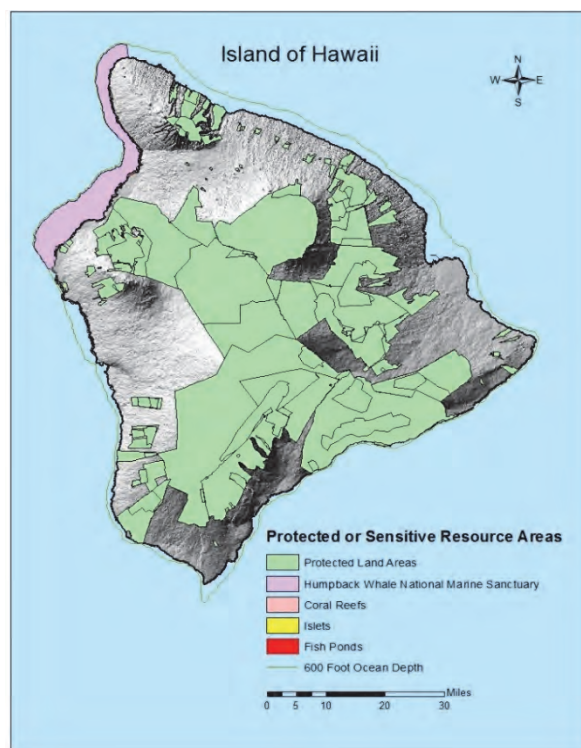 Island of Hawaii
N
W E
S
Protected or Sensitive Resource Areas
Protected Land Areas
Humpback Whale National Marine Sanctuary
Coral Reefs
Islets
Fish Ponds
600 Foot Ocean Depth
Miles
0 5 10 20 30